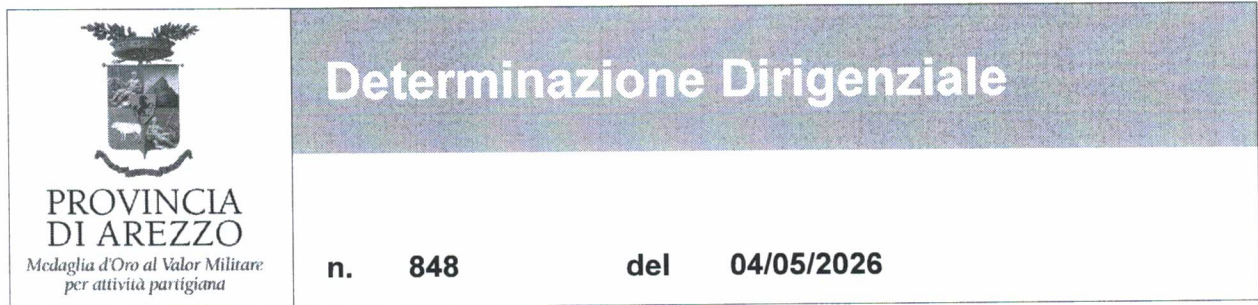 PROVINCIA
DI AREZZO
Medaglia d'Oro al Valor Militare
per attività partigiana
Determinazione Dirigenziale
n. 848 del 04/05/2026